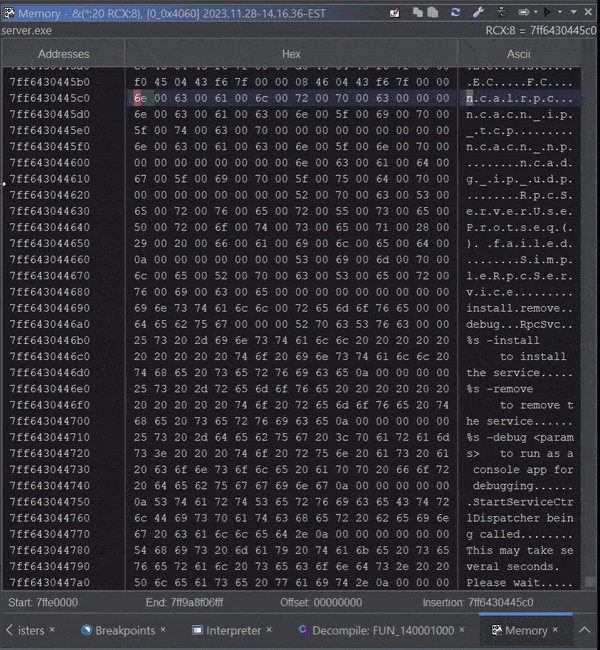 Memory - &(*:20 RCX:8), [0_0x4060] 2023.11.28-14.16.36-EST
server.exe RCX:8 = 7ff6430445c0
Addresses Hex Ascii
7ff6430445b0 f0 45 04 43 f6 7f 00 00 08 46 04 43 f6 7f 00 00 .E.C.....F.C....
7ff6430445c0 6e 00 63 00 61 00 6c 00 72 00 70 00 63 00 00 00 n.c.a.l.r.p.c...
7ff6430445d0 6e 00 63 00 61 00 63 00 6e 00 5f 00 69 00 70 00 n.c.a.c.n._.i.p.
7ff6430445e0 5f 00 74 00 63 00 70 00 00 00 00 00 00 00 00 00 _.t.c.p.........
7ff6430445f0 6e 00 63 00 61 00 63 00 6e 00 5f 00 6e 00 70 00 n.c.a.c.n._.n.p.
7ff643044600 00 00 00 00 00 00 00 00 6e 00 63 00 61 00 64 00 ........n.c.a.d.
7ff643044610 67 00 5f 00 69 00 70 00 5f 00 75 00 64 00 70 00 g._.i.p._.u.d.p.
7ff643044620 00 00 00 00 00 00 00 00 52 00 70 00 63 00 53 00 ........R.p.c.S.
7ff643044630 65 00 72 00 76 00 65 00 72 00 55 00 73 00 65 00 e.r.v.e.r.U.s.e.
7ff643044640 50 00 72 00 6f 00 74 00 73 00 65 00 71 00 28 00 P.r.o.t.s.e.q.(.
7ff643044650 29 00 20 00 66 00 61 00 69 00 6c 00 65 00 64 00 ). .f.a.i.l.e.d.
7ff643044660 0a 00 00 00 00 00 00 00 53 00 69 00 6d 00 70 00 ........S.i.m.p.
7ff643044670 6c 00 65 00 52 00 70 00 63 00 53 00 65 00 72 00 l.e.R.p.c.S.e.r.
7ff643044680 76 00 69 00 63 00 65 00 00 00 00 00 00 00 00 00 v.i.c.e.........
7ff643044690 69 6e 73 74 61 6c 6c 00 72 65 6d 6f 76 65 00 00 install.remove..
7ff6430446a0 64 65 62 75 67 00 00 00 52 70 63 53 76 63 00 00 debug...RpcSvc..
7ff6430446b0 25 73 20 2d 69 6e 73 74 61 6c 6c 20 20 20 20 20 %s -install
7ff6430446c0 20 20 20 20 74 6f 20 69 6e 73 74 61 6c 6c 20 to install
7ff6430446d0 74 68 65 20 73 65 72 76 69 63 65 0a 00 00 00 00 the service.....
7ff6430446e0 25 73 20 2d 72 65 6d 6f 76 65 20 20 20 20 20 20 %s -remove
7ff6430446f0 20 20 20 20 74 6f 20 72 65 6d 6f 76 65 20 74 to remove t
7ff643044700 68 65 20 73 65 72 76 69 63 65 0a 00 00 00 00 00 he service......
7ff643044710 25 73 20 2d 64 65 62 75 67 20 3c 70 61 72 61 6d %s -debug <param
7ff643044720 73 3e 20 20 20 74 6f 20 72 75 6e 20 61 73 20 61 s>   to run as a
7ff643044730 20 63 6f 6e 73 6f 6c 65 20 61 70 70 20 66 6f 72 console app for
7ff643044740 20 64 65 62 75 67 67 69 6e 67 0a 00 00 00 00 00 debugging......
7ff643044750 0a 53 74 61 72 74 53 65 72 76 69 63 65 43 74 72 .StartServiceCtr
7ff643044760 6c 44 69 73 70 61 74 63 68 65 72 20 62 65 69 6e lDispatcher bein
7ff643044770 67 20 63 61 6c 6c 65 64 2e 0a 00 00 00 00 00 00 g called........
7ff643044780 54 68 69 73 20 6d 61 79 20 74 61 6b 65 20 73 65 This may take se
7ff643044790 76 65 72 61 6c 20 73 65 63 6f 6e 64 73 2e 20 20 veral seconds.
7ff6430447a0 50 6c 65 61 73 65 20 77 61 69 74 2e 0a 00 00 00 Please wait.....
Start: 7ffe0000 End: 7ff9a8f06fff Offset: 00000000 Insertion: 7ff6430445c0
isters Breakpoints Interpreter Decompile: FUN_140001000 Memory